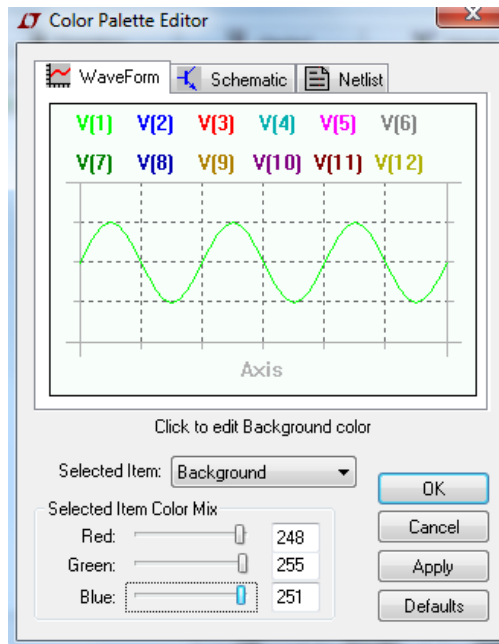 Color Palette Editor
WaveForm Schematic Netlist
V(1) V(2) V(3) V(4) V(5) V(6)
V(7) V(8) V(9) V(10) V(11) V(12)
Axis
Click to edit Background color
Selected Item: Background
Selected Item Color Mix
Red: 248
Green: 255
Blue: 251
OK
Cancel
Apply
Defaults